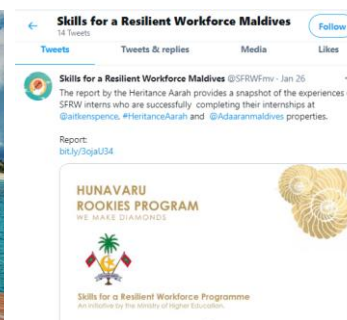 Skills for a Resilient Workforce Maldives
14 Tweets
Follow
Tweets Tweets & replies Media Likes
Skills for a Resilient Workforce Maldives @SFRWFmv · Jan 26
The report by the Heritance Aarah provides a snapshot of the experiences
SFRW interns who are successfully completing their internships at
@aitkenspence, #HeritanceAarah and @Adaaranmaldives properties.
Report:
bit.ly/3ojaU34
HUNAVARU
ROOKIES PROGRAM
WE MAKE DIAMONDS
Skills for a Resilient Workforce Programme
An initiative by the Ministry of Higher Education.